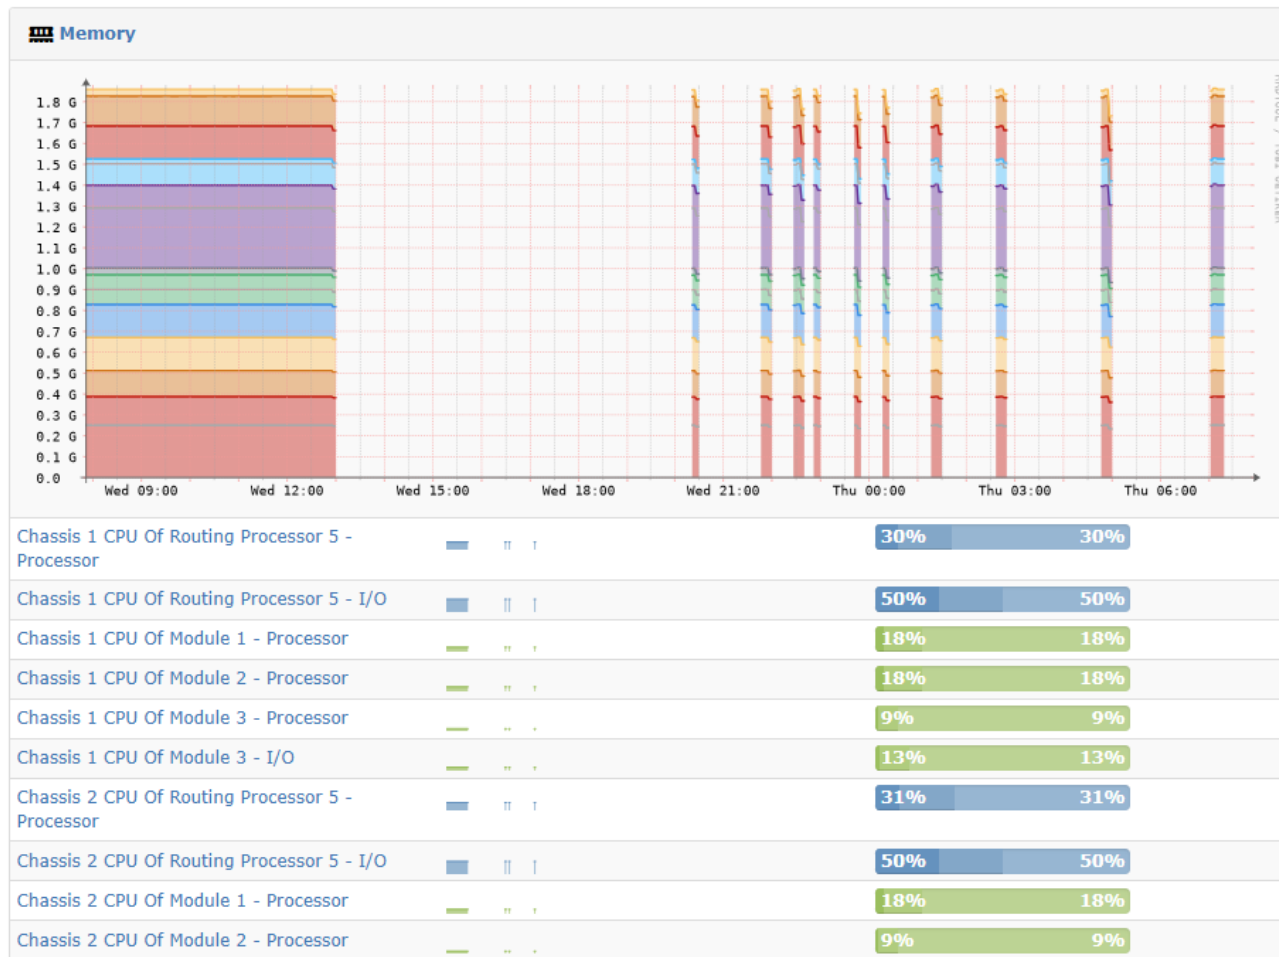 Memory
1.8 G
1.7 G
1.6 G
1.5 G
1.4 G
1.3 G
1.2 G
1.1 G
1.0 G
0.9 G
0.8 G
0.7 G
0.6 G
0.5 G
0.4 G
0.3 G
0.2 G
0.1 G
0.0
Wed 09:00 Wed 12:00 Wed 15:00 Wed 18:00 Wed 21:00 Thu 00:00 Thu 03:00 Thu 06:00
Chassis 1 CPU Of Routing Processor 5 -
Processor
30% 30%
Chassis 1 CPU Of Routing Processor 5 - I/O 50% 50%
Chassis 1 CPU Of Module 1 - Processor 18% 18%
Chassis 1 CPU Of Module 2 - Processor 18% 18%
Chassis 1 CPU Of Module 3 - Processor 9% 9%
Chassis 1 CPU Of Module 3 - I/O 13% 13%
Chassis 2 CPU Of Routing Processor 5 -
Processor
31% 31%
Chassis 2 CPU Of Routing Processor 5 - I/O 50% 50%
Chassis 2 CPU Of Module 1 - Processor 18% 18%
Chassis 2 CPU Of Module 2 - Processor 9% 9%